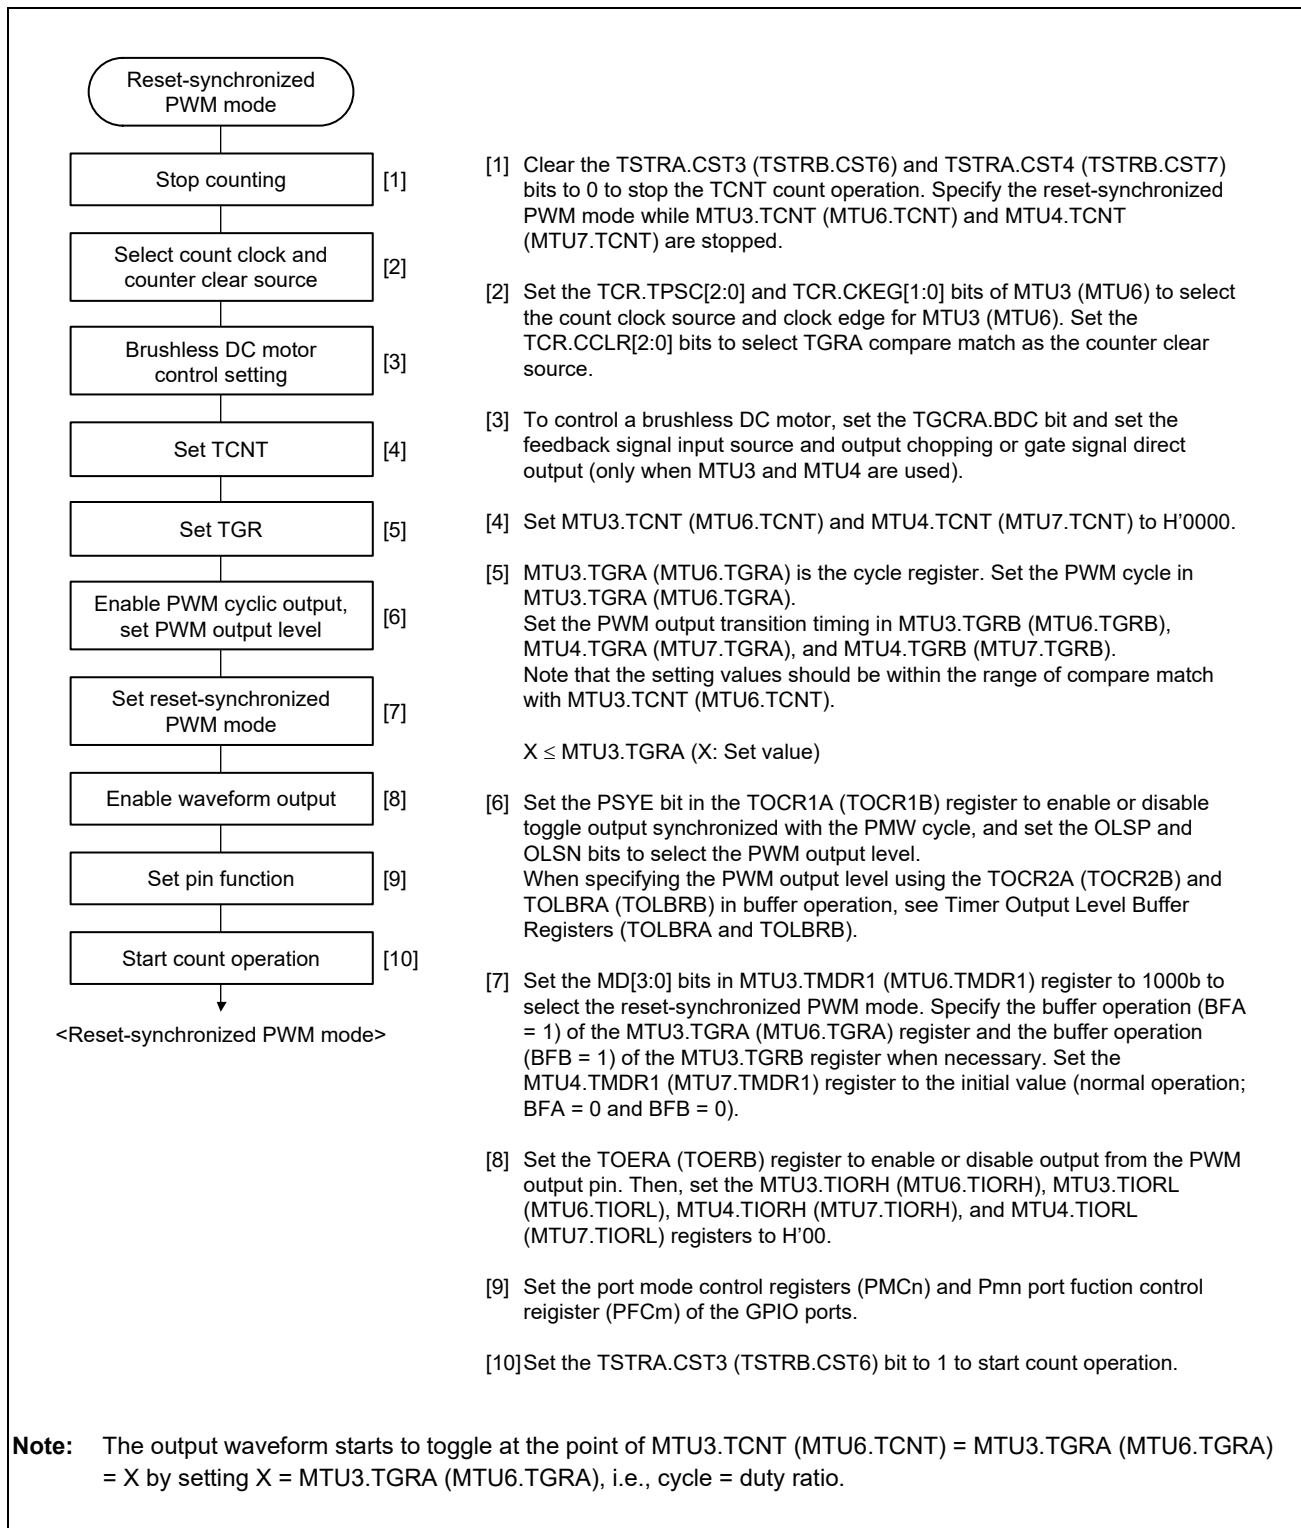 Reset-synchronized
PWM mode
Stop counting
[1]
Select count clock and
counter clear source
[2]
Brushless DC motor
control setting
[3]
Set TCNT
[4]
Set TGR
[5]
Enable PWM cyclic output,
set PWM output level
[6]
Set reset-synchronized
PWM mode
[7]
Enable waveform output
[8]
Set pin function
[9]
Start count operation
[10]
<Reset-synchronized PWM mode>
[1] Clear the TSTRA.CST3 (TSTRB.CST6) and TSTRA.CST4 (TSTRB.CST7)
bits to 0 to stop the TCNT count operation. Specify the reset-synchronized
PWM mode while MTU3.TCNT (MTU6.TCNT) and MTU4.TCNT
(MTU7.TCNT) are stopped.
[2] Set the TCR.TPSC[2:0] and TCR.CKEG[1:0] bits of MTU3 (MTU6) to select
the count clock source and clock edge for MTU3 (MTU6). Set the
TCR.CCLR[2:0] bits to select TGRA compare match as the counter clear
source.
[3] To control a brushless DC motor, set the TGCRA.BDC bit and set the
feedback signal input source and output chopping or gate signal direct
output (only when MTU3 and MTU4 are used).
[4] Set MTU3.TCNT (MTU6.TCNT) and MTU4.TCNT (MTU7.TCNT) to H'0000.
[5] MTU3.TGRA (MTU6.TGRA) is the cycle register. Set the PWM cycle in
MTU3.TGRA (MTU6.TGRA).
Set the PWM output transition timing in MTU3.TGRB (MTU6.TGRB),
MTU4.TGRA (MTU7.TGRA), and MTU4.TGRB (MTU7.TGRB).
Note that the setting values should be within the range of compare match
with MTU3.TCNT (MTU6.TCNT).
X ≤ MTU3.TGRA (X: Set value)
[6] Set the PSYE bit in the TOCR1A (TOCR1B) register to enable or disable
toggle output synchronized with the PMW cycle, and set the OLSP and
OLSN bits to select the PWM output level.
When specifying the PWM output level using the TOCR2A (TOCR2B) and
TOLBRA (TOLBRB) in buffer operation, see Timer Output Level Buffer
Registers (TOLBRA and TOLBRB).
[7] Set the MD[3:0] bits in MTU3.TMDR1 (MTU6.TMDR1) register to 1000b to
select the reset-synchronized PWM mode. Specify the buffer operation (BFA
= 1) of the MTU3.TGRA (MTU6.TGRA) register and the buffer operation
(BFB = 1) of the MTU3.TGRB register when necessary. Set the
MTU4.TMDR1 (MTU7.TMDR1) register to the initial value (normal operation;
BFA = 0 and BFB = 0).
[8] Set the TOERA (TOERB) register to enable or disable output from the PWM
output pin. Then, set the MTU3.TIORH (MTU6.TIORH), MTU3.TIORL
(MTU6.TIORL), MTU4.TIORH (MTU7.TIORH), and MTU4.TIORL
(MTU7.TIORL) registers to H'00.
[9] Set the port mode control registers (PMCn) and Pmn port fuction control
reigister (PFCm) of the GPIO ports.
[10] Set the TSTRA.CST3 (TSTRB.CST6) bit to 1 to start count operation.
Note: The output waveform starts to toggle at the point of MTU3.TCNT (MTU6.TCNT) = MTU3.TGRA (MTU6.TGRA)
= X by setting X = MTU3.TGRA (MTU6.TGRA), i.e., cycle = duty ratio.